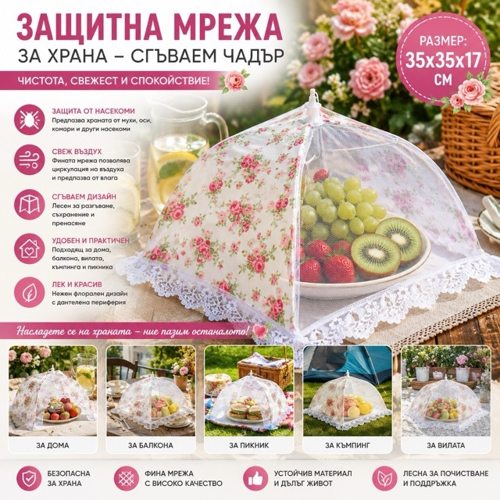 ЗАЩИТНА МРЕЖА
ЗА ХРАНА – СГЪВАЕМ ЧАДЪР
ЧИСТОТА, СВЕЖЕСТ И СПОКОЙСТВИЕ!
РАЗМЕР:
35x35x17
СМ
ЗАЩИТА ОТ НАСЕКОМИ
Предпазва храната от мухи, оси,
комари и други насекоми
СВЕЖ ВЪЗДУХ
Фината мрежа позволява
циркулация на въздуха
и предпазва от влага
СГЪВАЕМ ДИЗАЙН
Лесен за разгъване,
съхранение и
пренасяне
УДОБЕН И ПРАКТИЧЕН
Подходящ за дома,
балкона, вилата,
къмпинга и пикника
ЛЕК И КРАСИВ
Нежен флорален дизайн
с дантелена периферия
Насладете се на храната – ние пазим останалото!
ЗА ДОМА
ЗА БАЛКОНА
ЗА ПИКНИК
ЗА КЪМПИНГ
ЗА ВИЛАТА
БЕЗОПАСНА
ЗА ХРАНА
ФИНА МРЕЖА
С ВИСОКО КАЧЕСТВО
УСТОЙЧИВ МАТЕРИАЛ
И ДЪЛЪГ ЖИВОТ
ЛЕСНА ЗА ПОЧИСТВАНЕ
И ПОДДРЪЖКА